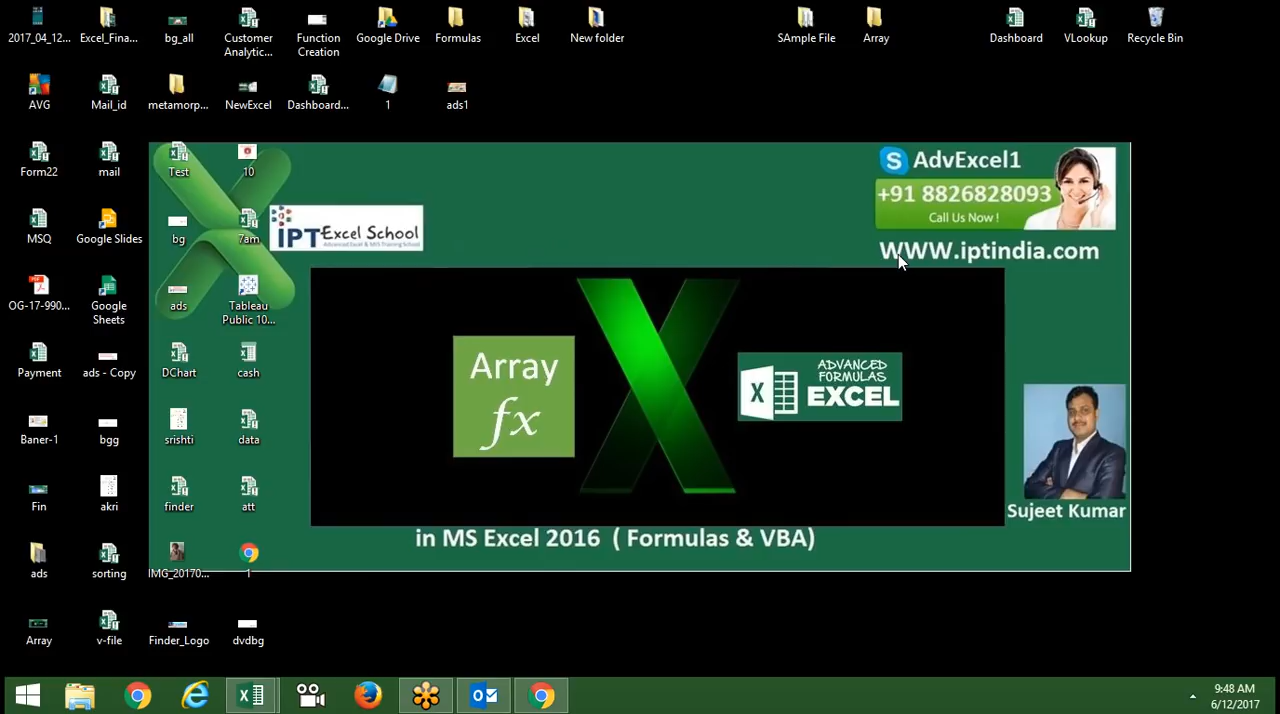 2017_04_12...
Excel_Fina...
bg_all
Customer
Analytic...
Function
Creation
Google Drive
Formulas
Excel
New folder
SAmple File
Array
Dashboard
VLookup
Recycle Bin
AVG
Mail_id
metamorp...
NewExcel
Dashboard...
1
ads1
Form22
mail
Test
10
MSQ
Google Slides
bg
7am
OG-17-990...
Google
Sheets
ads
Tableau
Public 10...
Payment
ads - Copy
DChart
cash
Baner-1
bgg
srishti
data
Fin
akri
finder
att
ads
sorting
IMG_20170...
1
Array
v-file
Finder_Logo
dvdbg
IPT Excel School
Advanced Excel & MIS Training School
AdvExcel1
+91 8826828093
Call Us Now !
WWW.iptindia.com
Array
fx
X
ADVANCED
FORMULAS
EXCEL
Sujeet Kumar
in MS Excel 2016 ( Formulas & VBA)
9:48 AM
6/12/2017